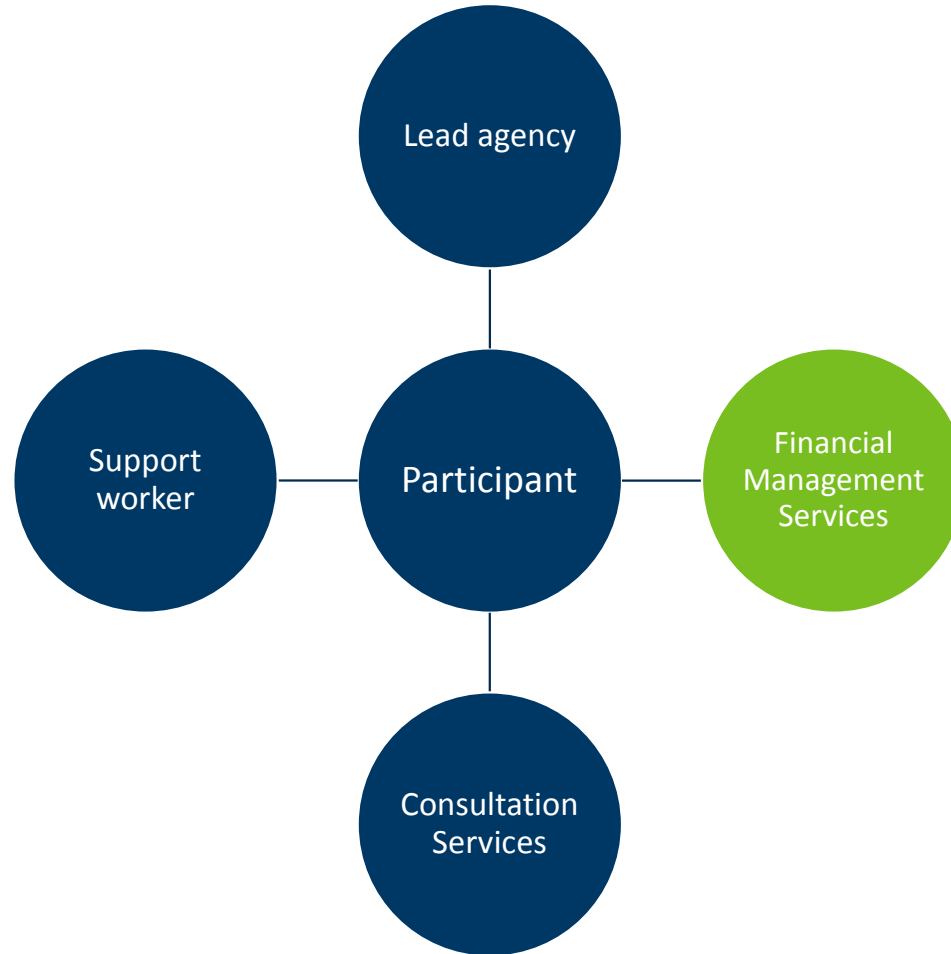 Lead agency
Support
worker
Participant
Financial
Management
Services
Consultation
Services